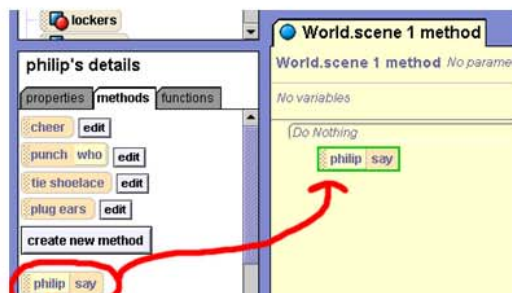 lockers
philip's details
properties methods functions
cheer edit
punch who edit
tie shoelace edit
plug ears edit
create new method
philip say
World.scene 1 method
World.scene 1 method No parame
No variables
(Do Nothing
philip say